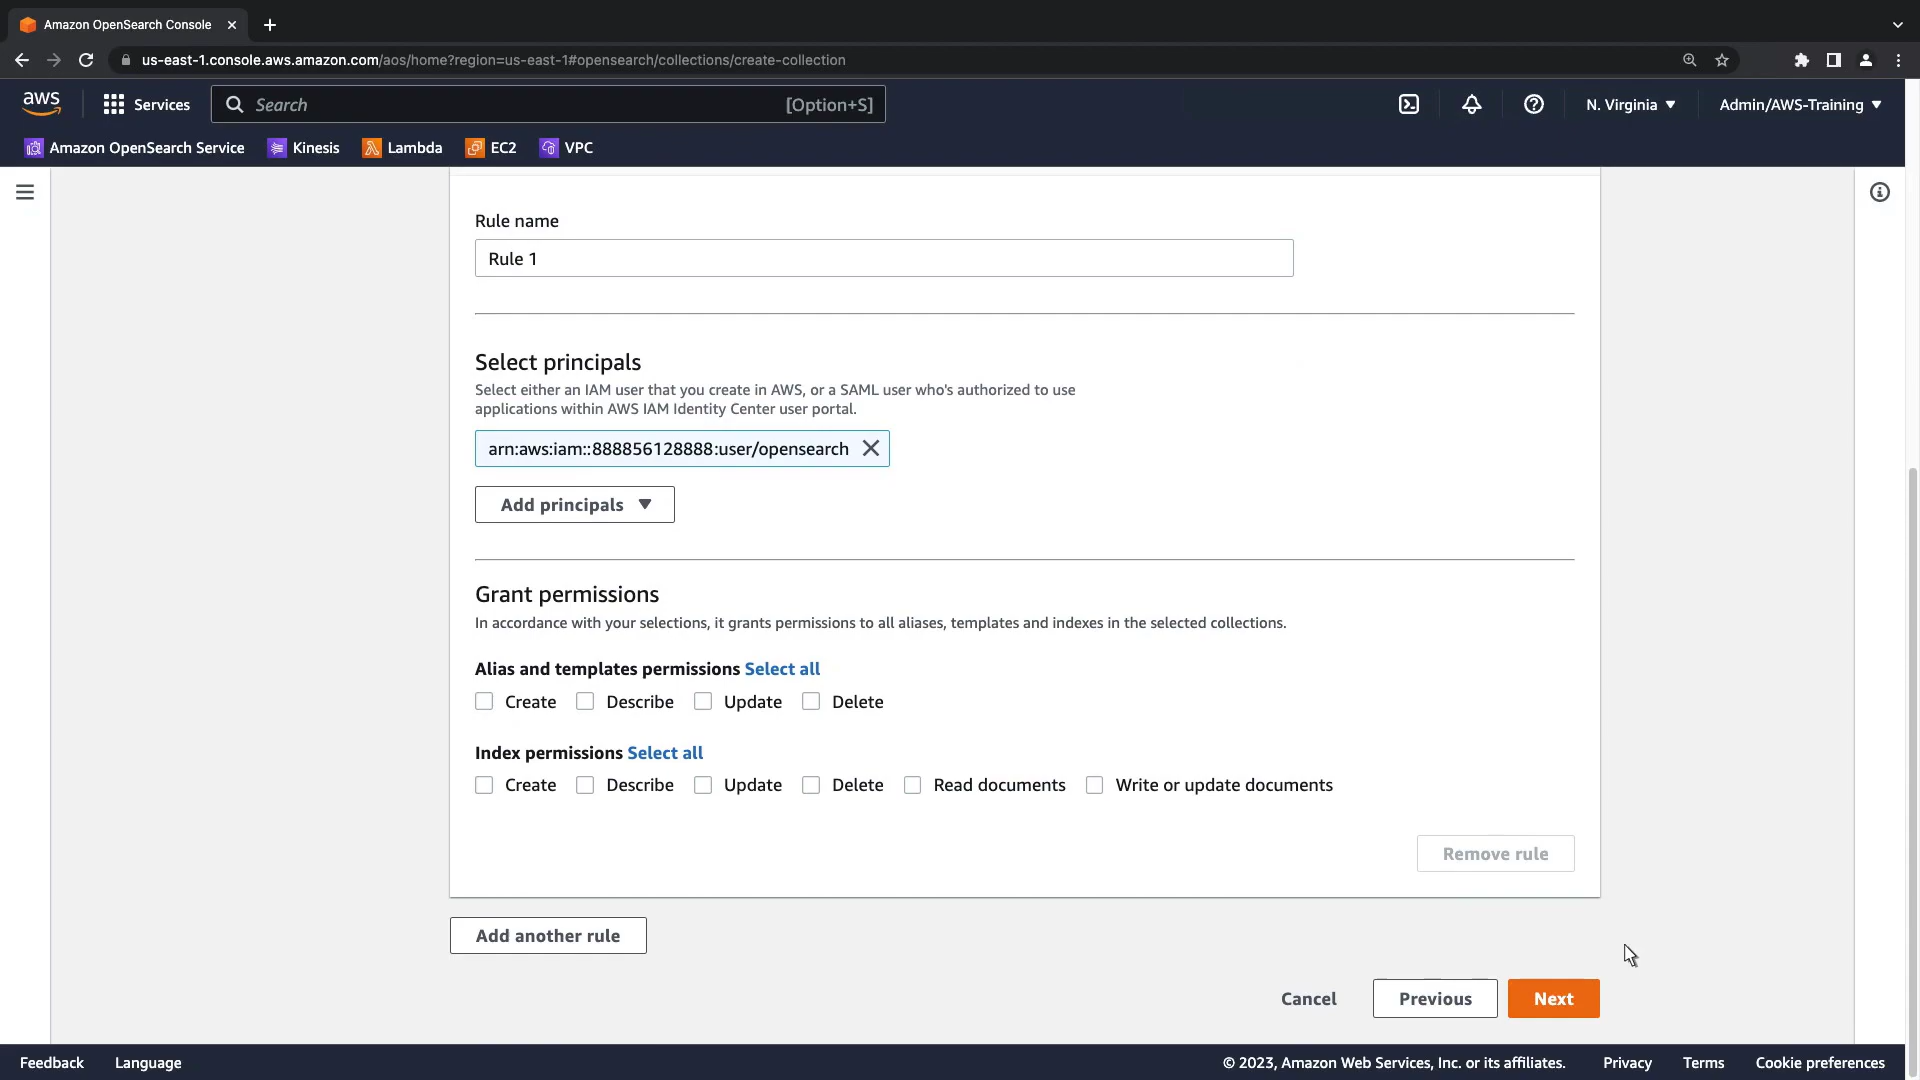 Amazon OpenSearch Console
us-east-1.console.aws.amazon.com/aos/home?region=us-east-1#opensearch/collections/create-collection
aws
Services
Search
[Option+S]
N. Virginia
Admin/AWS-Training
Amazon OpenSearch Service
Kinesis
Lambda
EC2
VPC
Rule name
Rule 1
Select principals
Select either an IAM user that you create in AWS, or a SAML user who's authorized to use
applications within AWS IAM Identity Center user portal.
arn:aws:iam::888856128888:user/opensearch
Add principals
Grant permissions
In accordance with your selections, it grants permissions to all aliases, templates and indexes in the selected collections.
Alias and templates permissions Select all
Create Describe Update Delete
Index permissions Select all
Create Describe Update Delete Read documents Write or update documents
Remove rule
Add another rule
Cancel
Previous
Next
Feedback
Language
© 2023, Amazon Web Services, Inc. or its affiliates.
Privacy
Terms
Cookie preferences